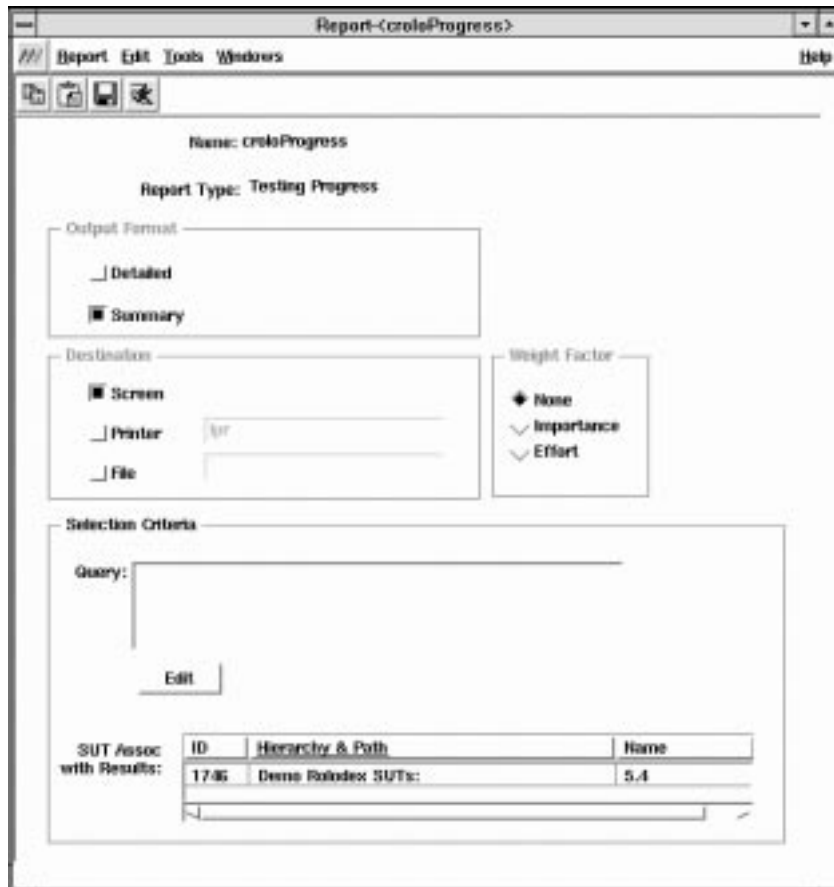 Report-<croloProgress>
Report Edit Tools Windows Help
Name: croloProgress
Report Type: Testing Progress
Output Format
Detailed
Summary
Destination
Weight Factor
Screen
None
Printer lpr
Importance
File
Effort
Selection Criteria
Query:
Edit
SUT Assoc with Results:
ID Hierarchy & Path Name
1746 Demo Rolodex SUTs: 5.4